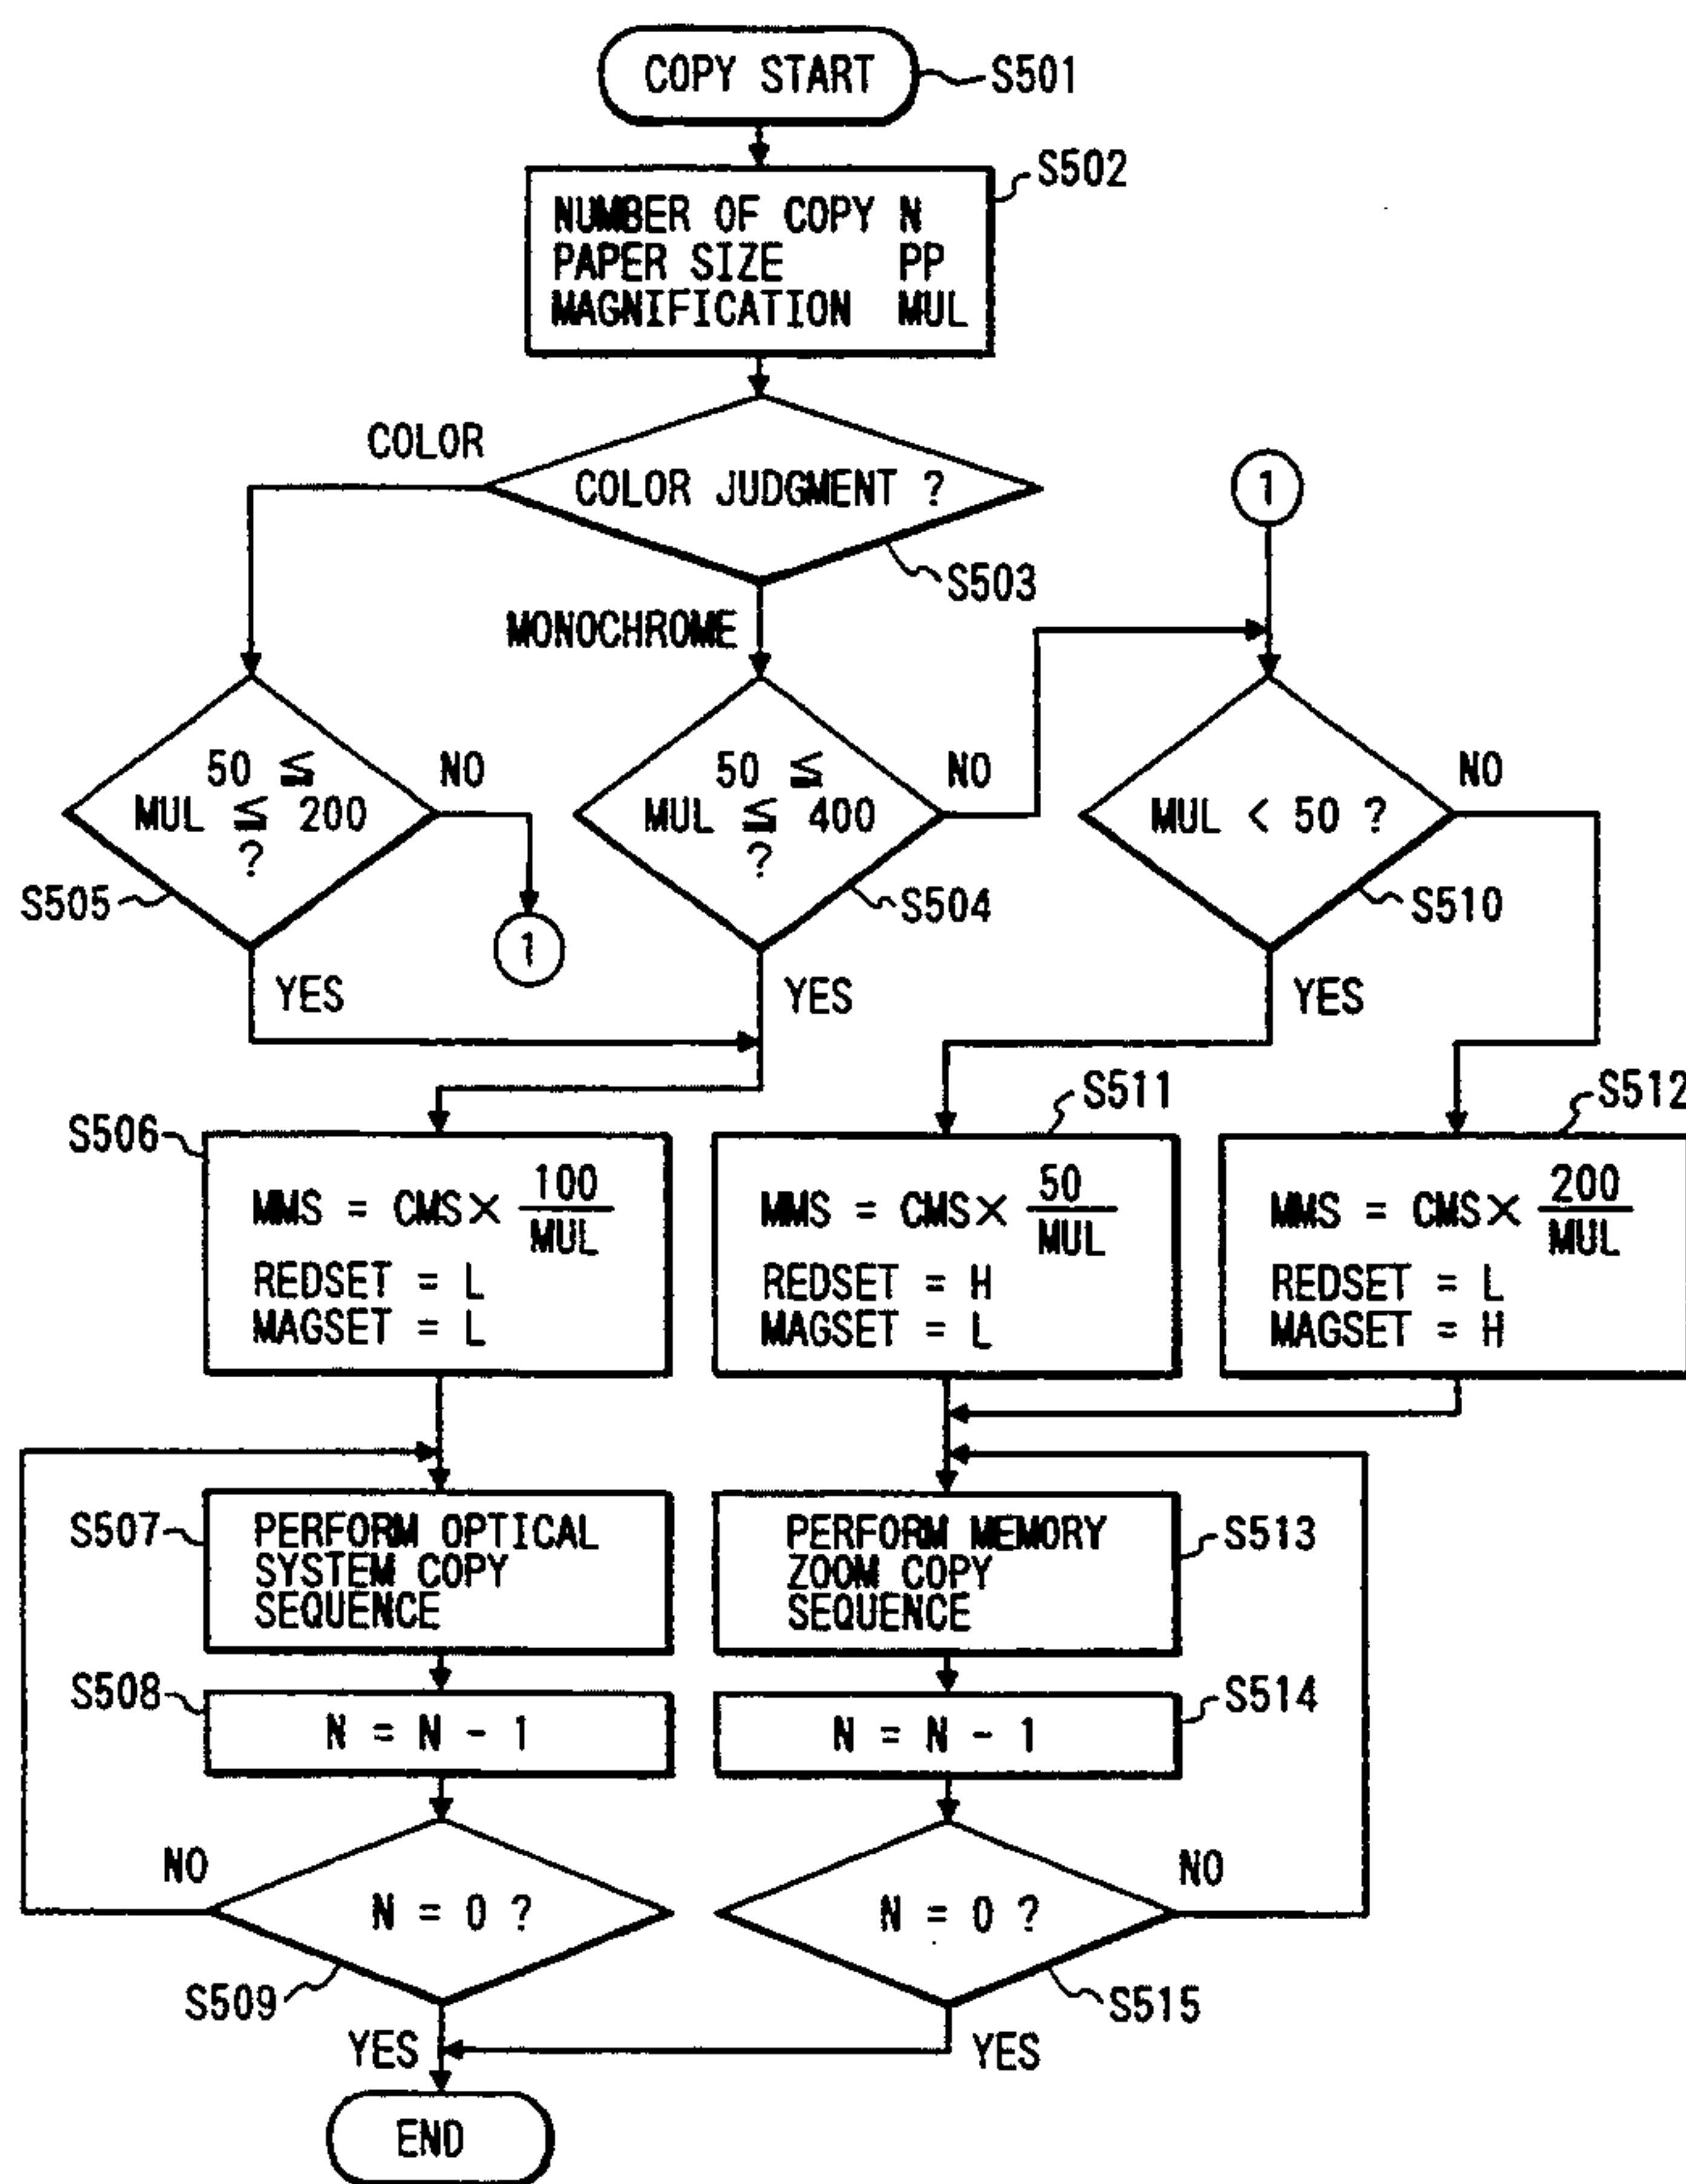 COPY START
S501
S502
NUMBER OF COPY N
PAPER SIZE PP
MAGNIFICATION MUL
COLOR
COLOR JUDGMENT ?
S503
1
MONOCHROME
50 ≦
MUL ≦ 200
?
NO
S505
1
YES
50 ≦
MUL ≦ 400
?
NO
S504
YES
MUL < 50 ?
NO
S510
YES
S506
MMS = CMS× 100/MUL
REDSET = L
MAGSET = L
S511
MMS = CMS× 50/MUL
REDSET = H
MAGSET = L
S512
MMS = CMS× 200/MUL
REDSET = L
MAGSET = H
S507
PERFORM OPTICAL
SYSTEM COPY
SEQUENCE
S513
PERFORM MEMORY
ZOOM COPY
SEQUENCE
S508
N = N - 1
S514
N = N - 1
NO
N = 0 ?
S509
YES
N = 0 ?
NO
S515
YES
END